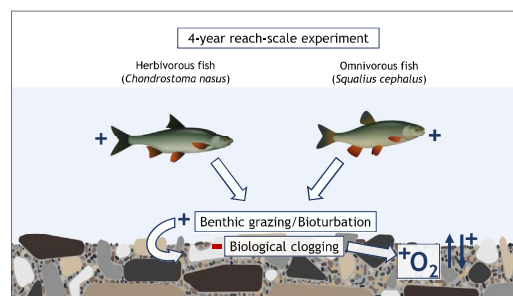 4-year reach-scale experiment
Herbivorous fish
(Chondrostoma nasus)
Omnivorous fish
(Squalius cephalus)
+
+
+
Benthic grazing/Bioturbation
- Biological clogging
+O2
+